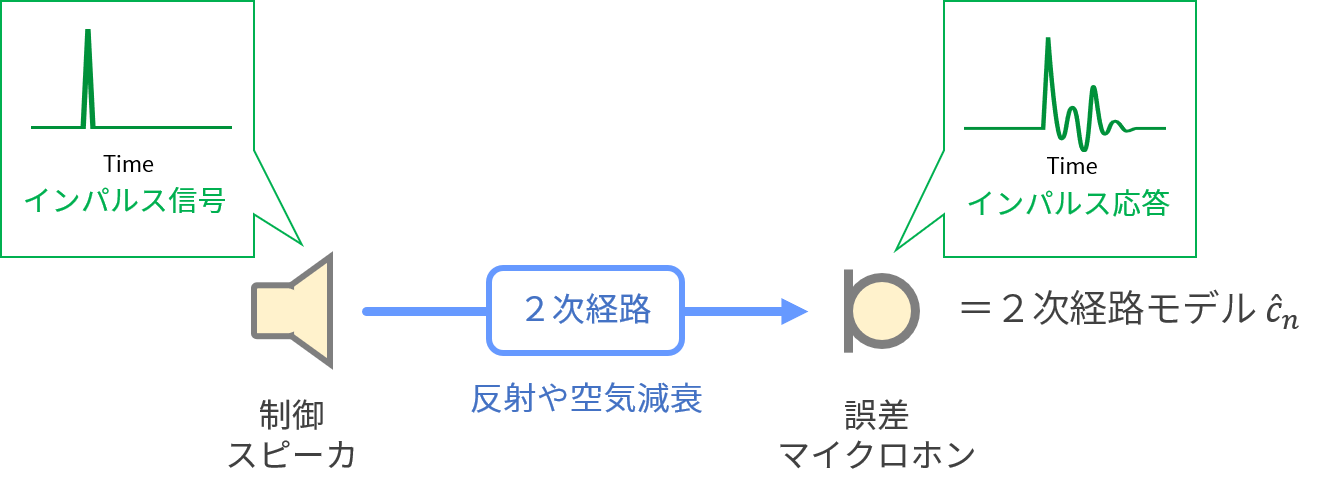 Time
インパルス信号
Time
インパルス応答
２次経路
＝２次経路モデル ĉn
反射や空気減衰
制御
スピーカ
誤差
マイクロホン